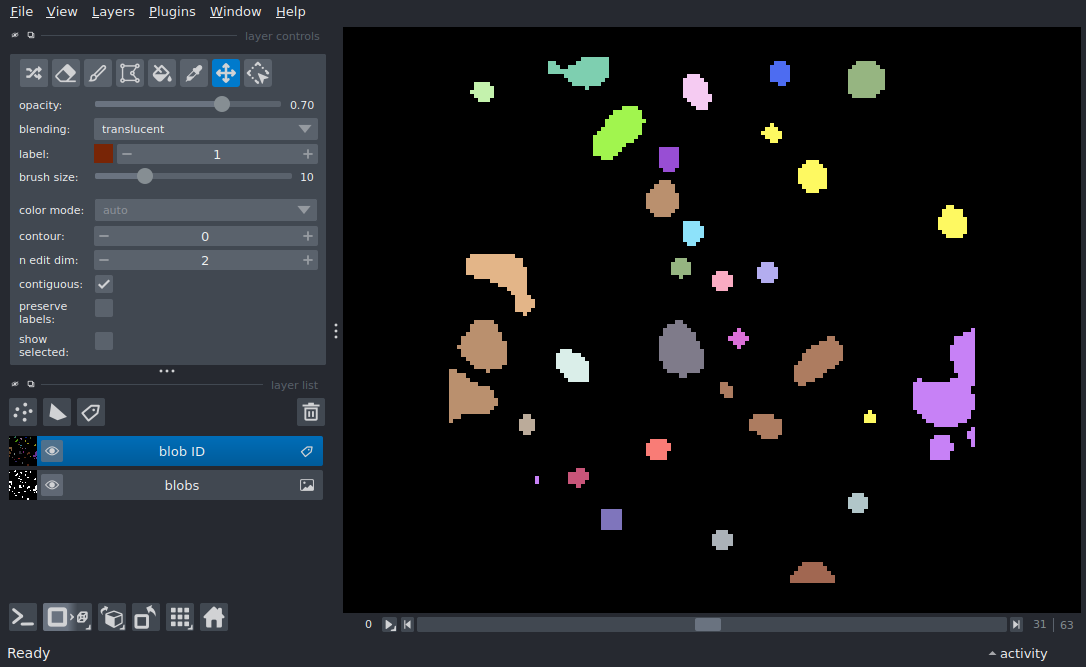 File View Layers Plugins Window Help
layer controls
opacity: 0.70
blending: translucent
label: − 1 +
brush size: 10
color mode: auto
contour: − 0 +
n edit dim: − 2 +
contiguous:
preserve
labels:
show
selected:
layer list
blob ID
blobs
0 31 | 63
Ready activity